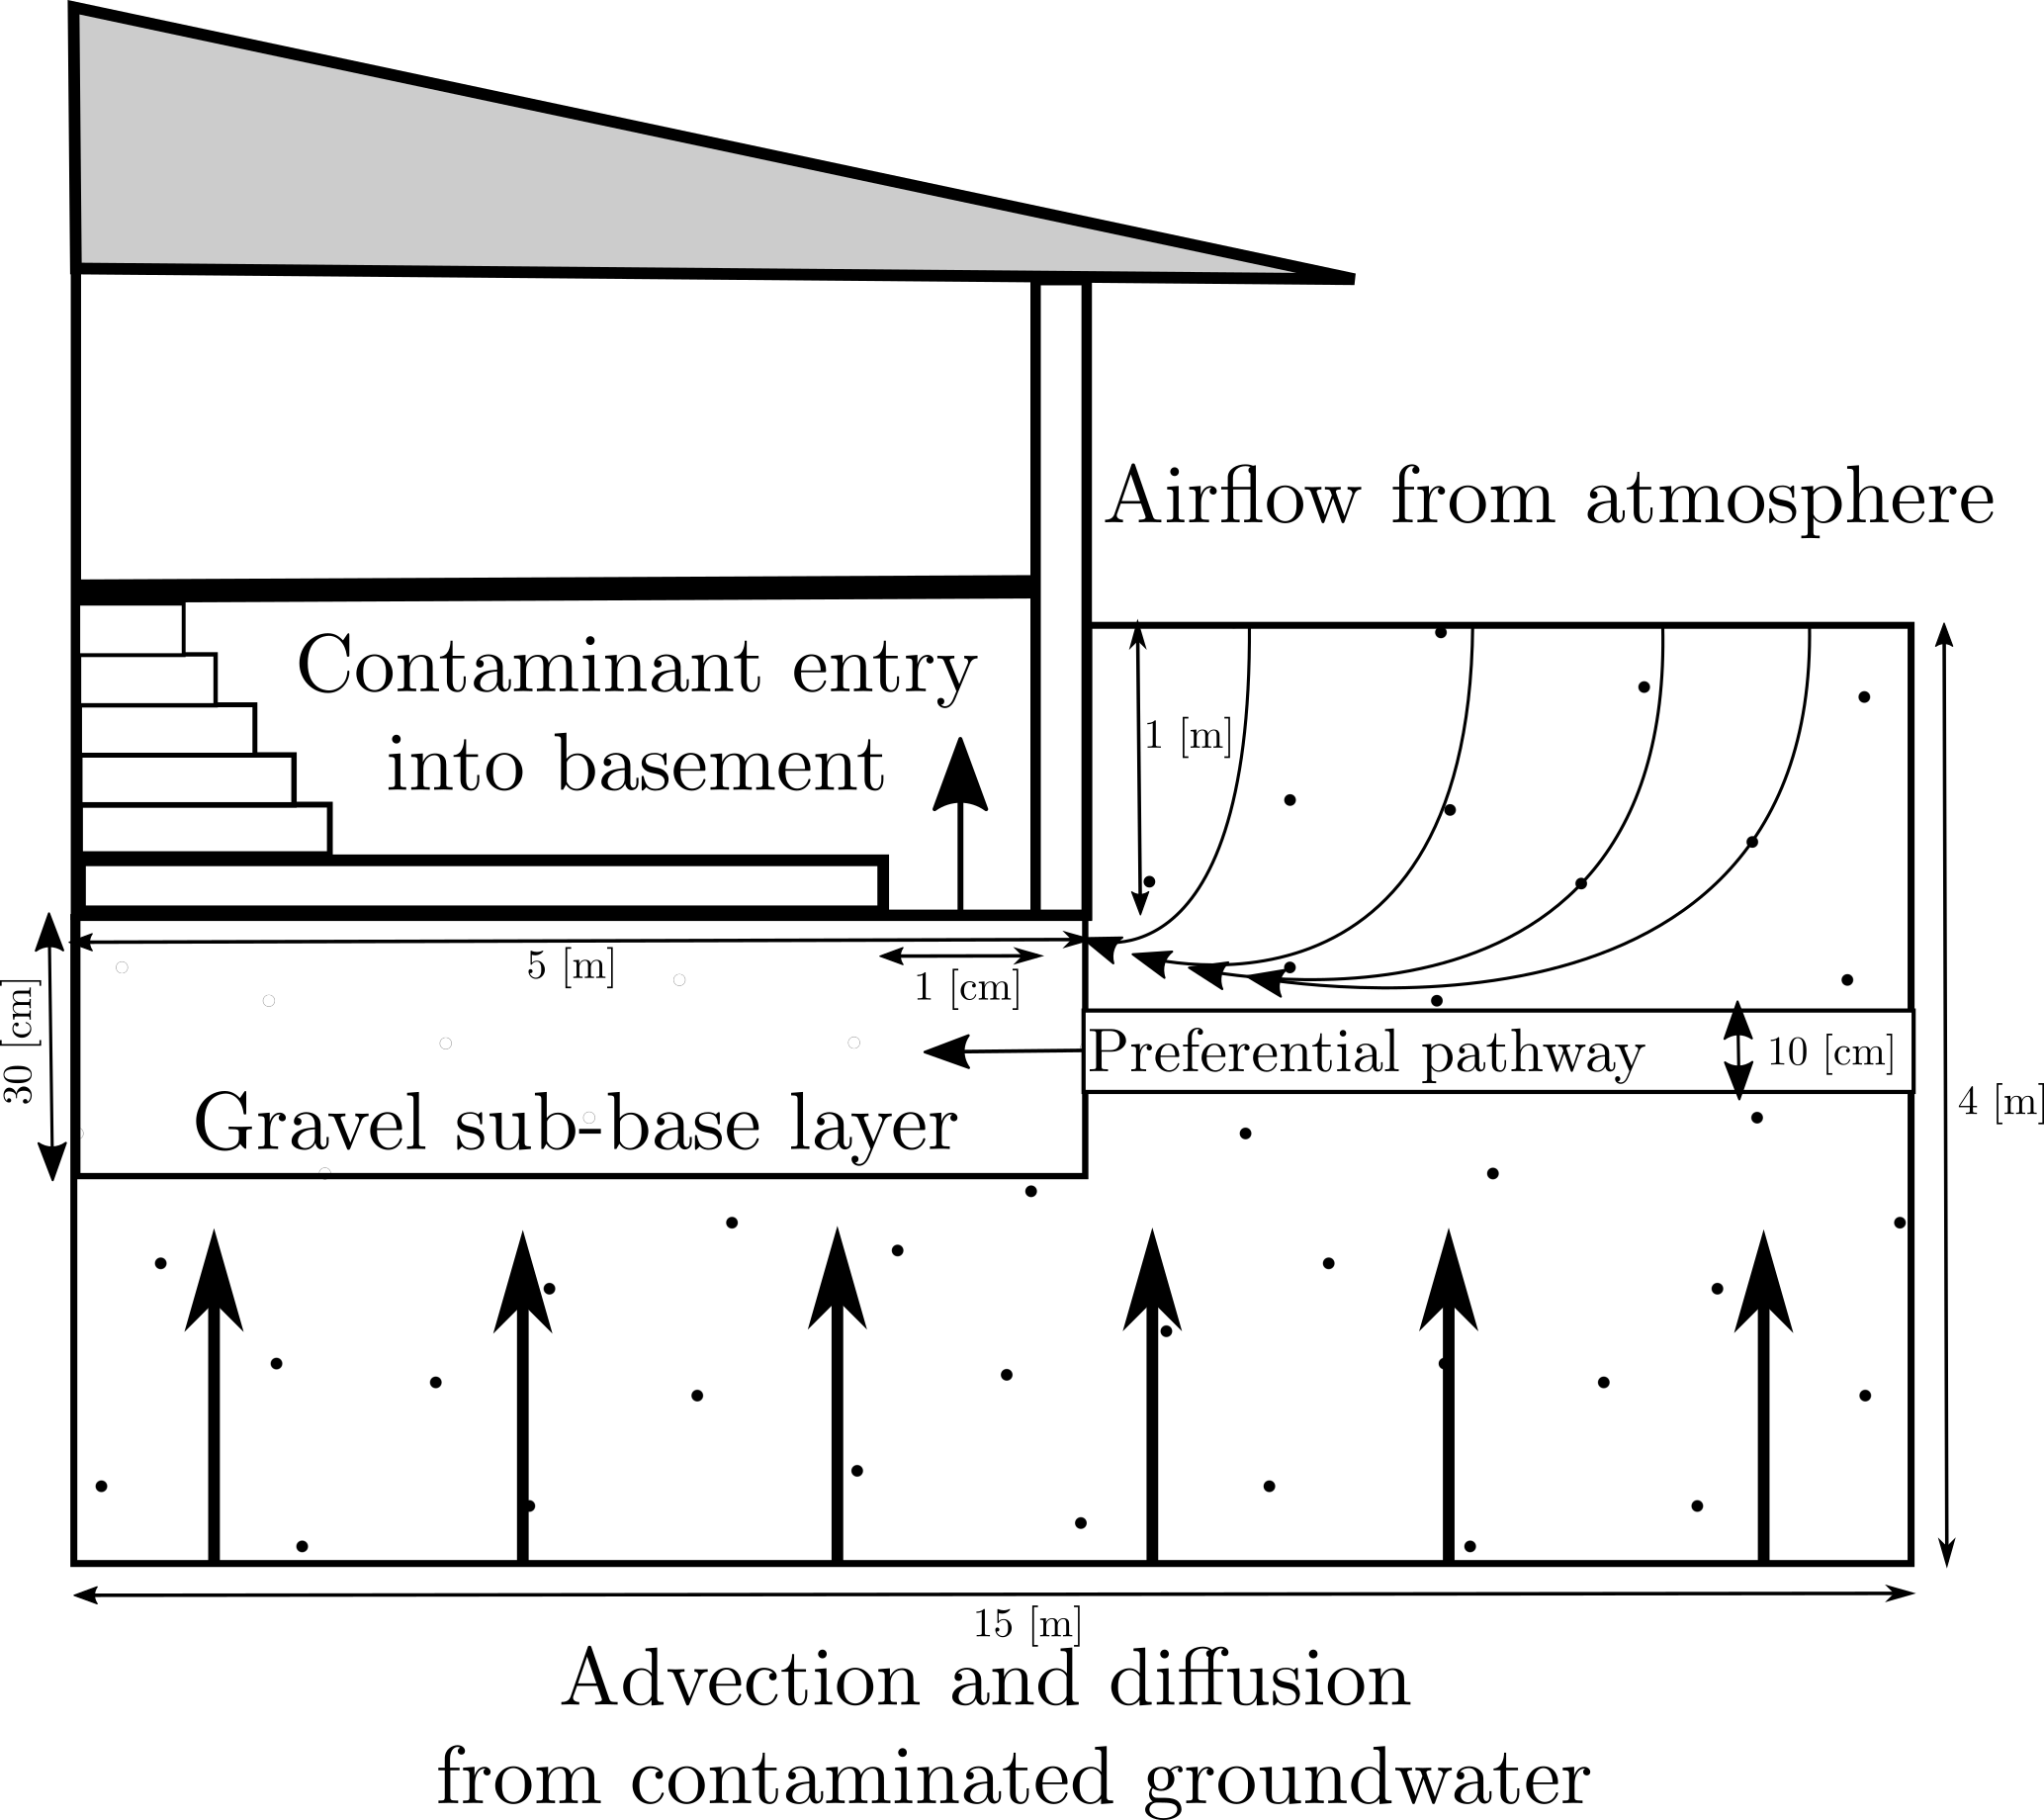 Airflow from atmosphere
Contaminant entry
into basement
1 [m]
5 [m]
1 [cm]
30 [cm]
Preferential pathway
10 [cm]
4 [m]
Gravel sub-base layer
15 [m]
Advection and diffusion
from contaminated groundwater